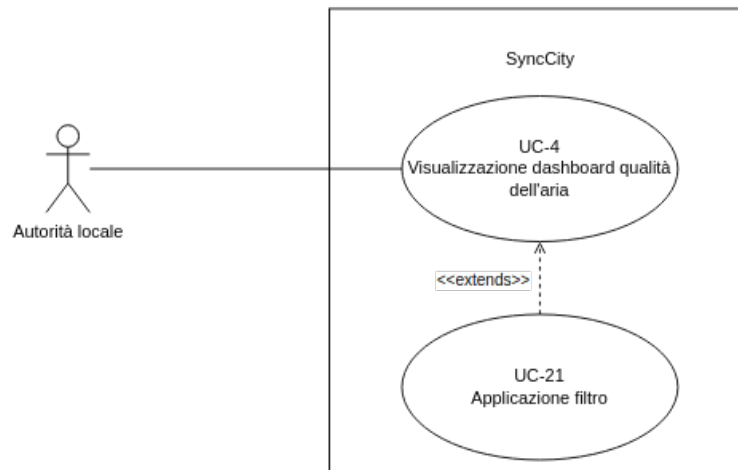 SyncCity
UC-4
Visualizzazione dashboard qualità
dell'aria
Autorità locale
<<extends>>
UC-21
Applicazione filtro